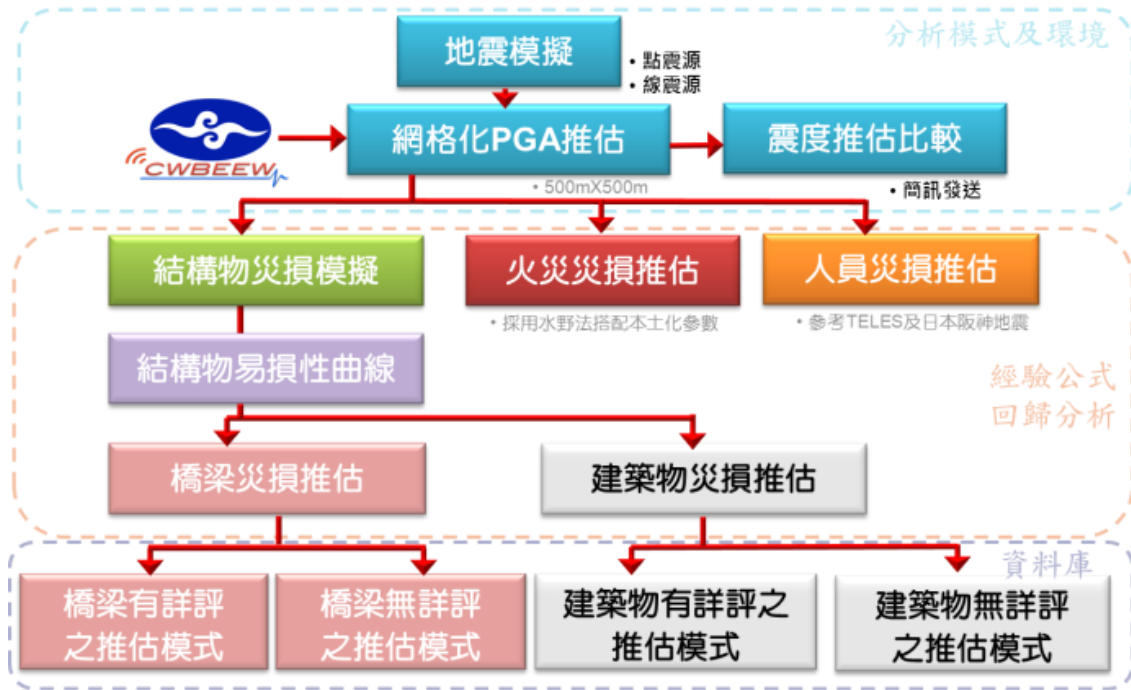 分析模式及環境
地震模擬
• 點震源
• 線震源
CWBEEW
網格化PGA推估
• 500mX500m
震度推估比較
• 簡訊發送
結構物災損模擬
火災災損推估
• 採用水野法搭配本土化參數
人員災損推估
• 參考TELES及日本阪神地震
結構物易損性曲線
經驗公式
回歸分析
橋梁災損推估
建築物災損推估
資料庫
橋梁有詳評
之推估模式
橋梁無詳評
之推估模式
建築物有詳評之
推估模式
建築物無詳評
之推估模式